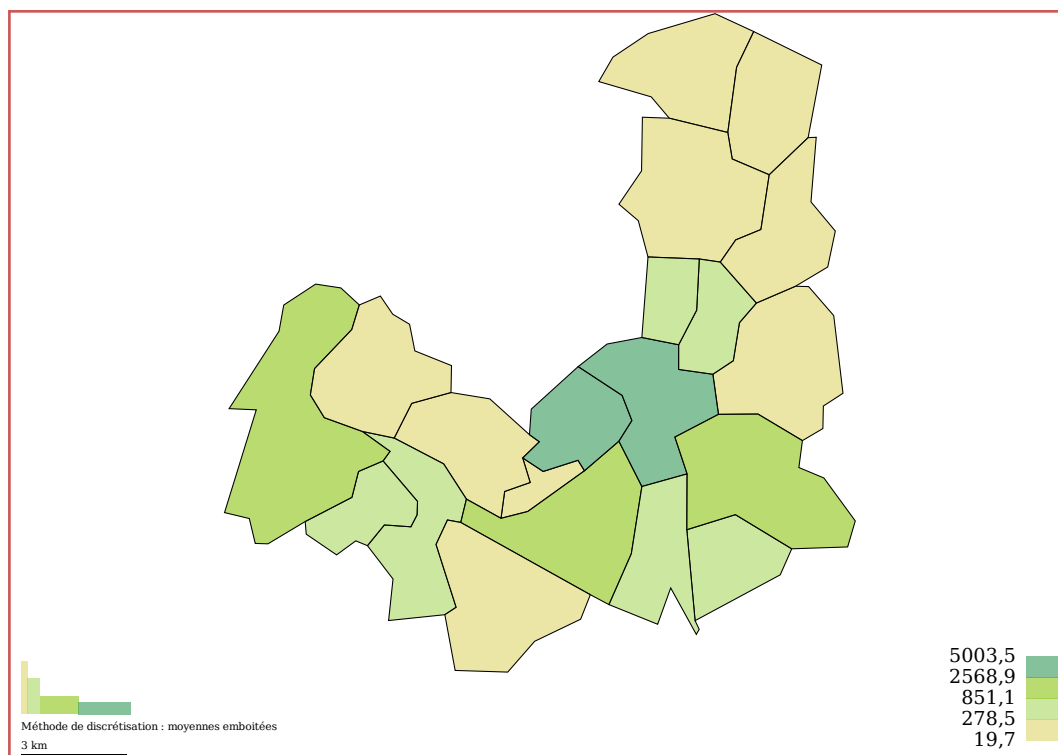 5003,5
2568,9
851,1
278,5
19,7
Méthode de discrétisation : moyennes emboitées
3 km